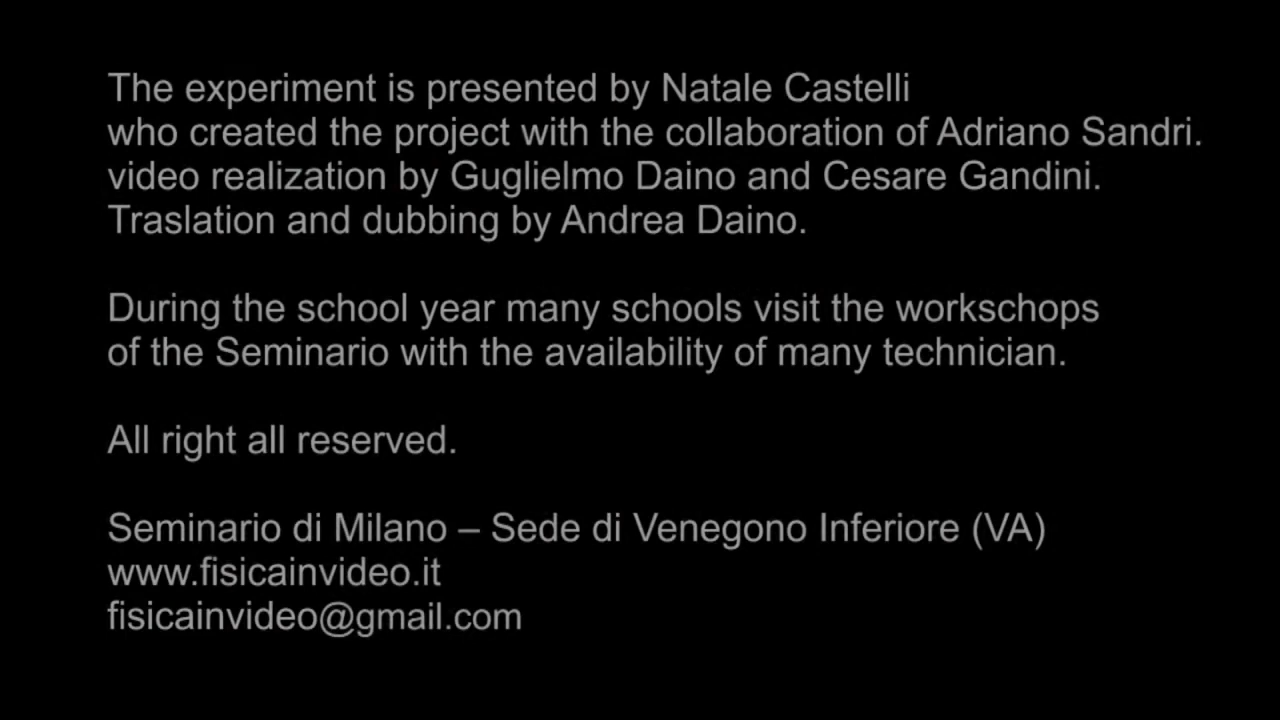 The experiment is presented by Natale Castelli
who created the project with the collaboration of Adriano Sandri.
video realization by Guglielmo Daino and Cesare Gandini.
Traslation and dubbing by Andrea Daino.
During the school year many schools visit the workschops
of the Seminario with the availability of many technician.
All right all reserved.
Seminario di Milano – Sede di Venegono Inferiore (VA)
www.fisicainvideo.it
fisicainvideo@gmail.com